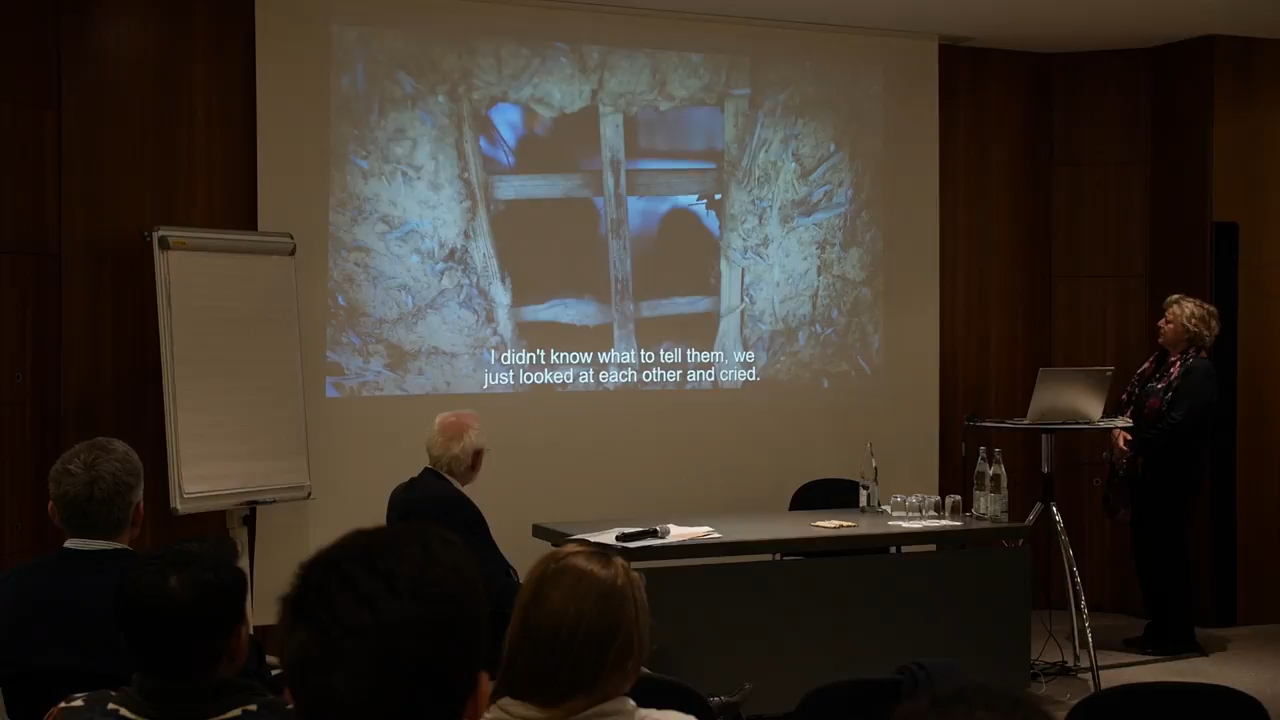 I didn't know what to tell them, we
just looked at each other and cried.